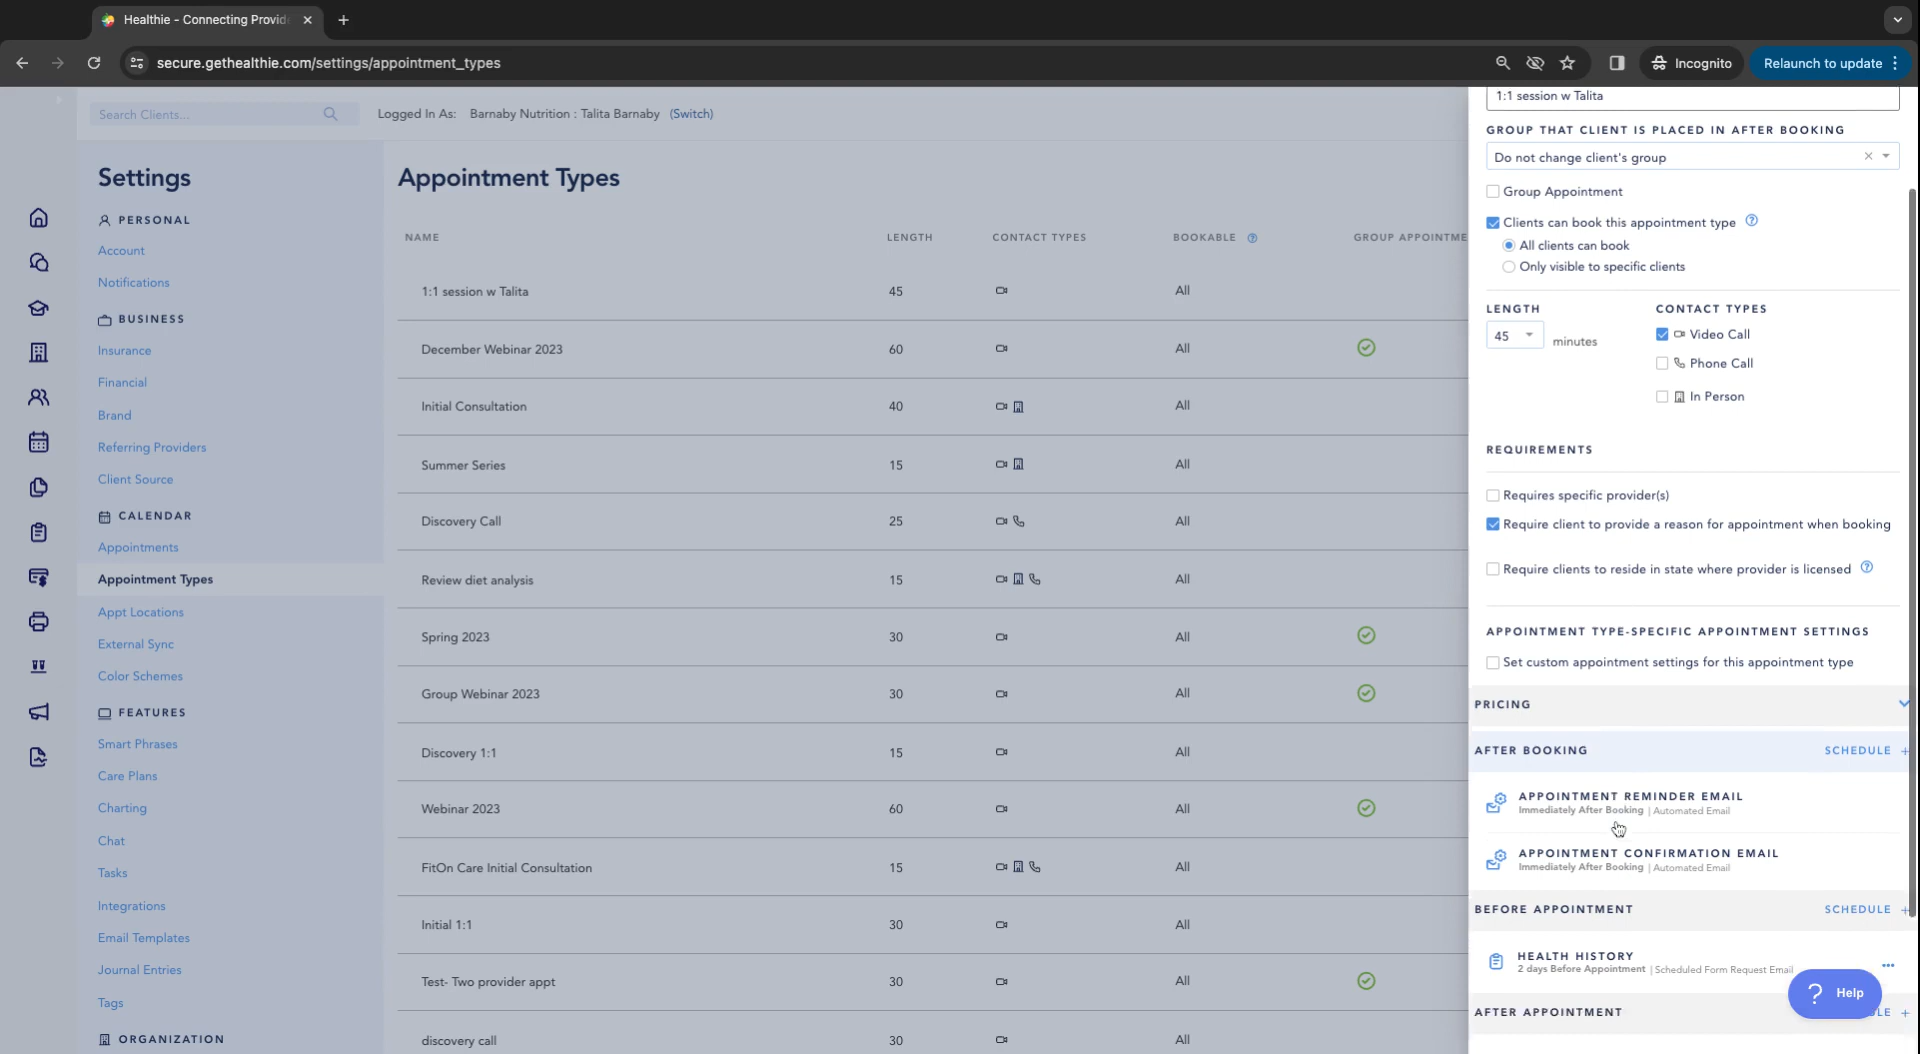 Healthie - Connecting Provid
secure.gethealthie.com/settings/appointment_types
Incognito
Relaunch to update
Search Clients...
Logged In As: Barnaby Nutrition : Talita Barnaby (Switch)
Settings
PERSONAL
Account
Notifications
BUSINESS
Insurance
Financial
Brand
Referring Providers
Client Source
CALENDAR
Appointments
Appointment Types
Appt Locations
External Sync
Color Schemes
FEATURES
Smart Phrases
Care Plans
Charting
Chat
Tasks
Integrations
Email Templates
Journal Entries
Tags
ORGANIZATION
Appointment Types
NAME LENGTH CONTACT TYPES BOOKABLE ? GROUP APPOINTME
1:1 session w Talita 45 All
December Webinar 2023 60 All
Initial Consultation 40 All
Summer Series 15 All
Discovery Call 25 All
Review diet analysis 15 All
Spring 2023 30 All
Group Webinar 2023 30 All
Discovery 1:1 15 All
Webinar 2023 60 All
FitOn Care Initial Consultation 15 All
Initial 1:1 30 All
Test- Two provider appt 30 All
discovery call 30 All
1:1 session w Talita
GROUP THAT CLIENT IS PLACED IN AFTER BOOKING
Do not change client's group
Group Appointment
Clients can book this appointment type ?
All clients can book
Only visible to specific clients
LENGTH
45 minutes
CONTACT TYPES
Video Call
Phone Call
In Person
REQUIREMENTS
Requires specific provider(s)
Require client to provide a reason for appointment when booking
Require clients to reside in state where provider is licensed ?
APPOINTMENT TYPE-SPECIFIC APPOINTMENT SETTINGS
Set custom appointment settings for this appointment type
PRICING
AFTER BOOKING SCHEDULE +
APPOINTMENT REMINDER EMAIL
Immediately After Booking | Automated Email
APPOINTMENT CONFIRMATION EMAIL
Immediately After Booking | Automated Email
BEFORE APPOINTMENT SCHEDULE +
HEALTH HISTORY
2 days Before Appointment | Scheduled Form Request Email
? Help
AFTER APPOINTMENT LE +